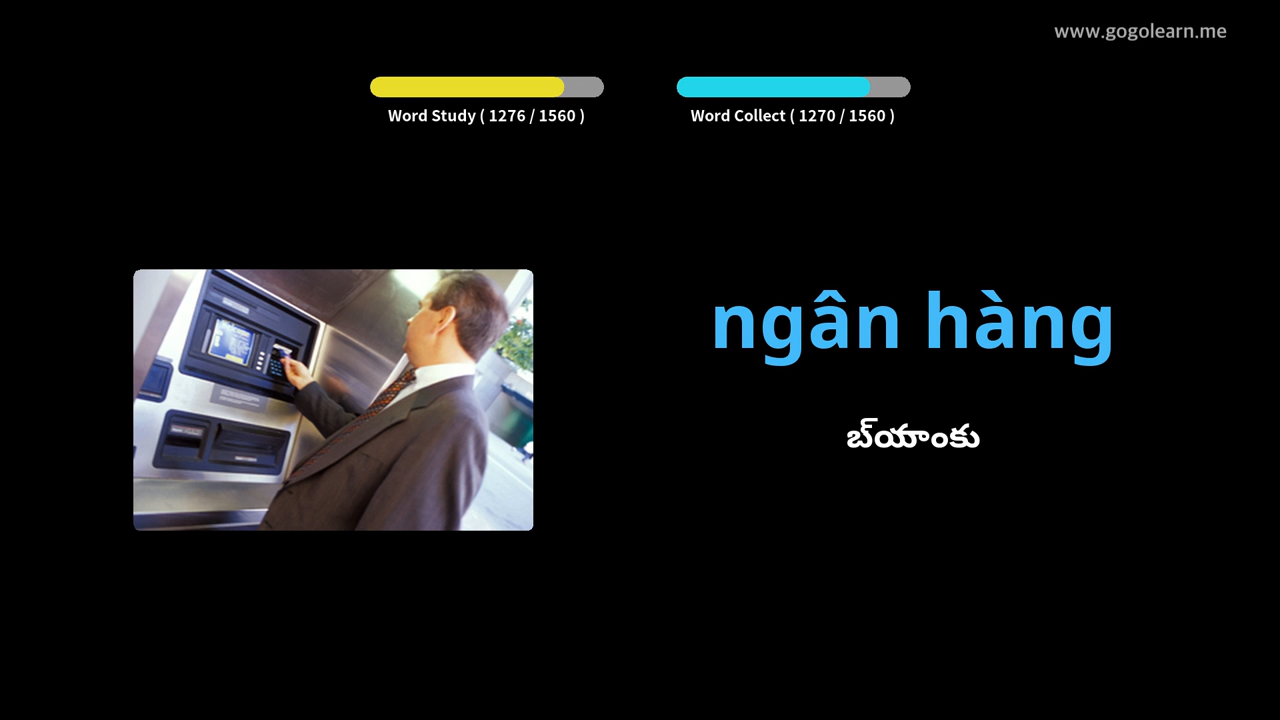 www.gogolearn.me
Word Study ( 1276 / 1560 )
Word Collect ( 1270 / 1560 )
ngân hàng
బ్‌యాంకు